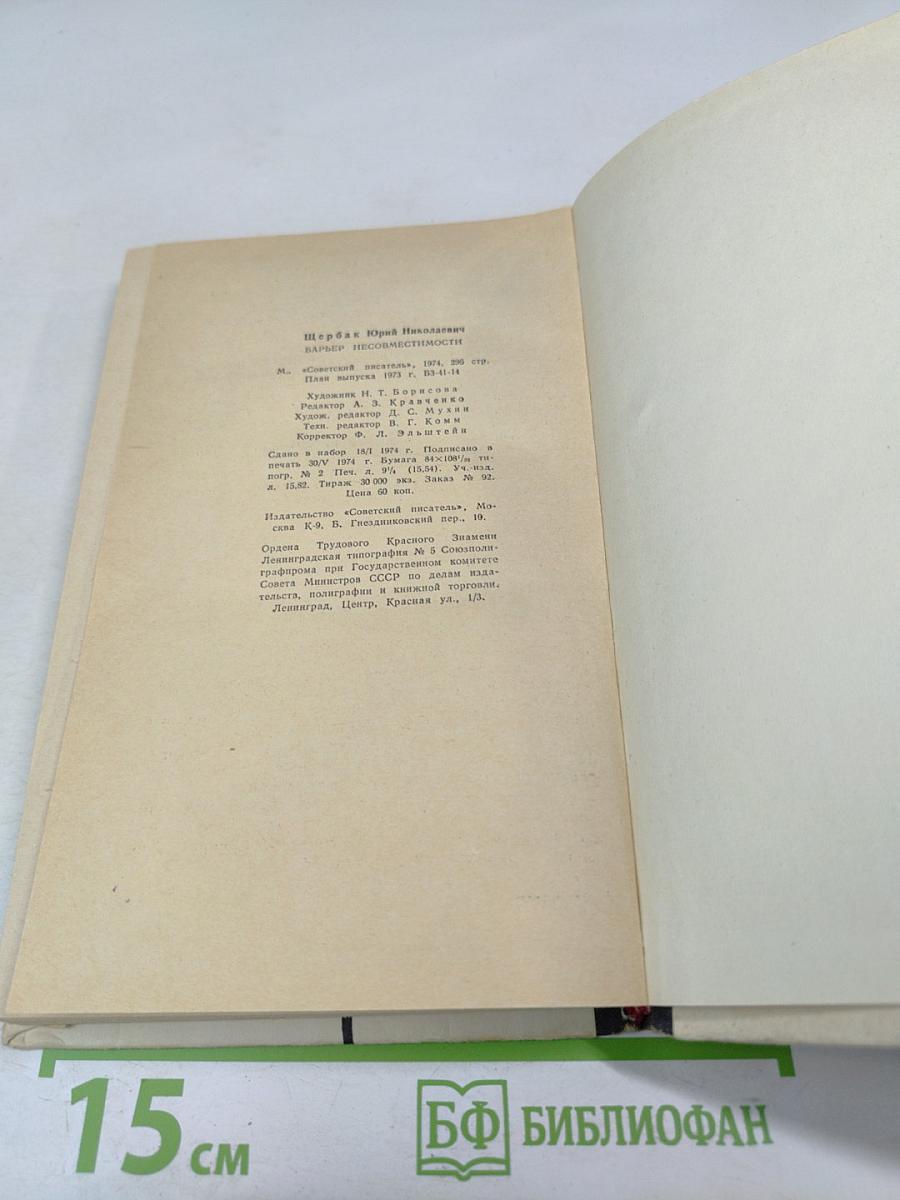 Щербак Юрий Николаевич
БАРЬЕР НЕСОВМЕСТИМОСТИ
М., «Советский писатель», 1974, 296 стр.
План выпуска 1973 г. БЗ-41-14
Художник Н. Т. Борисова
Редактор А. З. Кравченко
Худож. редактор Д. С. Мухин
Техн. редактор В. Г. Комм
Корректор Ф. Л. Эльштейн
Сдано в набор 18/I 1974 г. Подписано в
печать 30/V 1974 г. Бумага 84×108¹/₃₂ ти-
погр. № 2 Печ. л. 9¹/₄ (15,54). Уч.-изд.
л. 15,82. Тираж 30 000 экз. Заказ № 92.
Цена 60 коп.
Издательство «Советский писатель», Мо-
сква К-9, Б. Гнездниковский пер., 10.
Ордена Трудового Красного Знамени
Ленинградская типография № 5 Союзполи-
графпрома при Государственном комитете
Совета Министров СССР по делам изда-
тельств, полиграфии и книжной торговли.
Ленинград, Центр, Красная ул., 1/3.
15 см
БФ БИБЛИОФАН